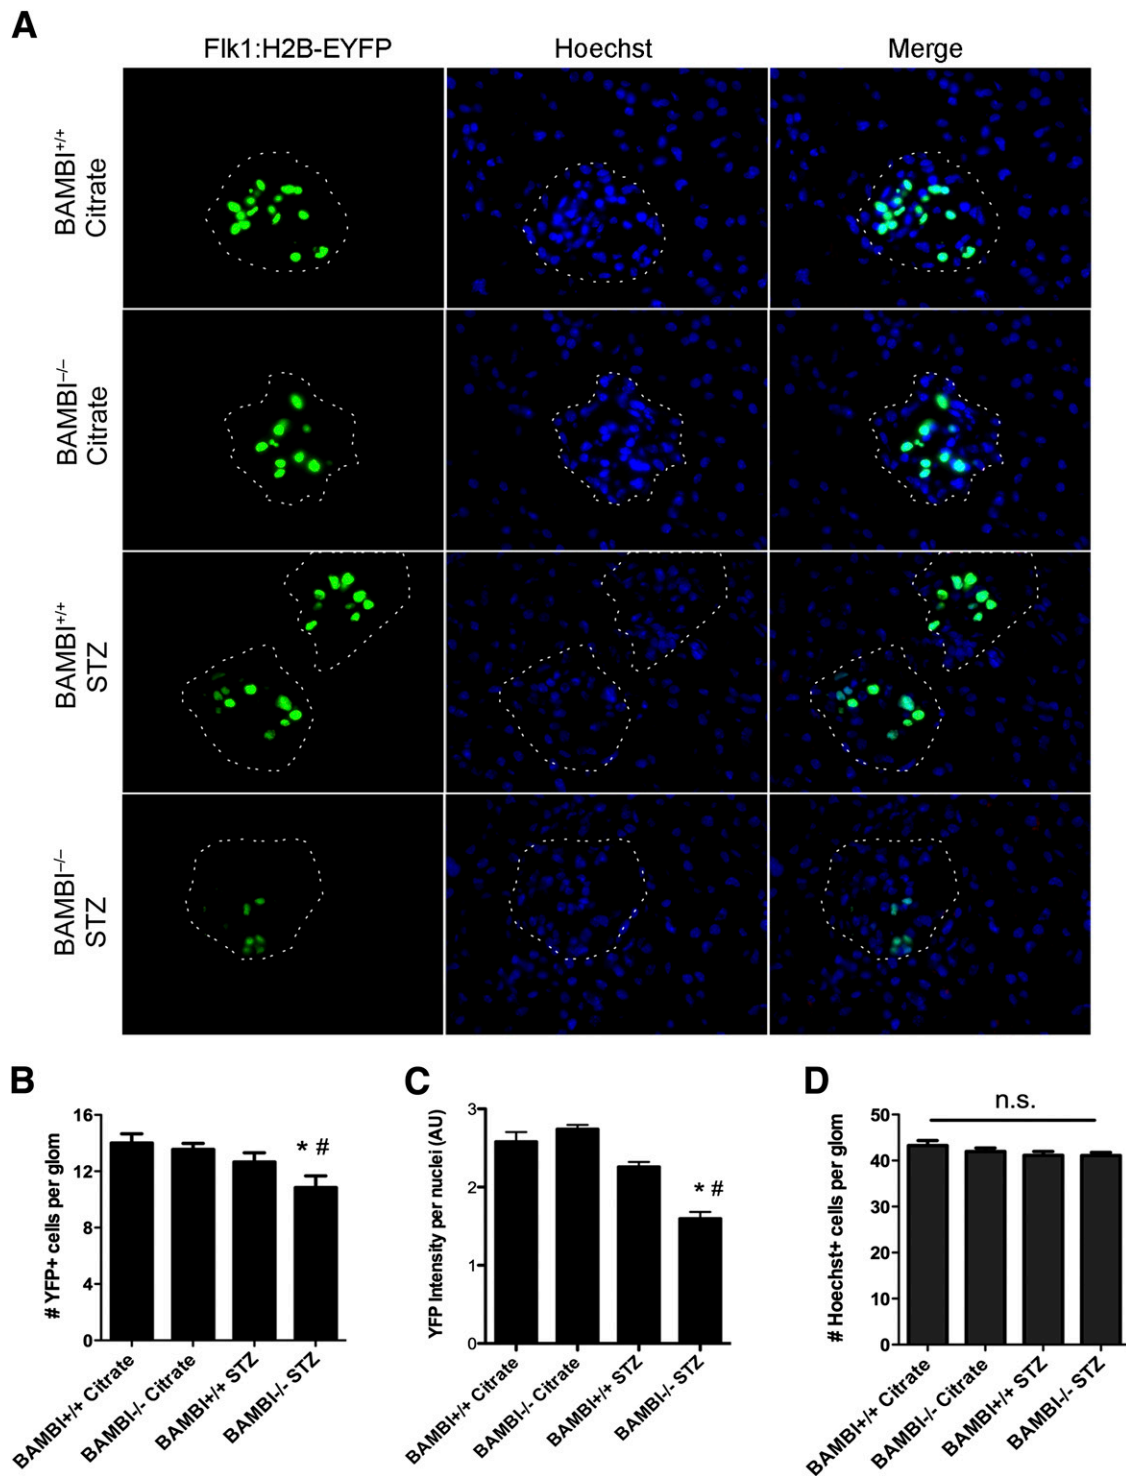 A
Flk1:H2B-EYFP Hoechst Merge
BAMBI+/+
Citrate
BAMBI−/−
Citrate
BAMBI+/+
STZ
BAMBI−/−
STZ
B
# YFP+ cells per glom
16
12
8
4
0
* #
BAMBI+/+ Citrate
BAMBI-/- Citrate
BAMBI+/+ STZ
BAMBI-/- STZ
C
YFP Intensity per nuclei (AU)
3
2
1
0
* #
BAMBI+/+ Citrate
BAMBI-/- Citrate
BAMBI+/+ STZ
BAMBI-/- STZ
D
# Hoechst+ cells per glom
50
40
30
20
10
0
n.s.
BAMBI+/+ Citrate
BAMBI-/- Citrate
BAMBI+/+ STZ
BAMBI-/- STZ